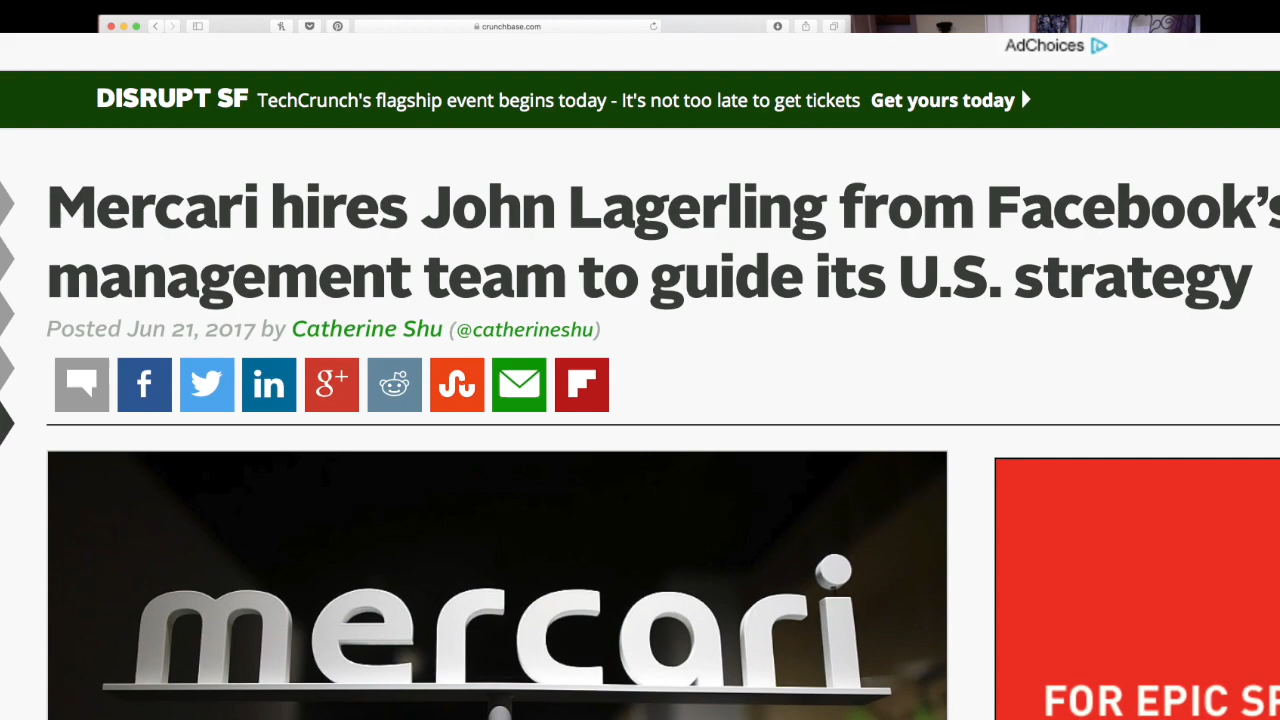 crunchbase.com
AdChoices
DISRUPT SF TechCrunch's flagship event begins today - It's not too late to get tickets Get yours today
Mercari hires John Lagerling from Facebook's
management team to guide its U.S. strategy
Posted Jun 21, 2017 by Catherine Shu (@catherineshu)
f in g+
mercari
FOR EPIC